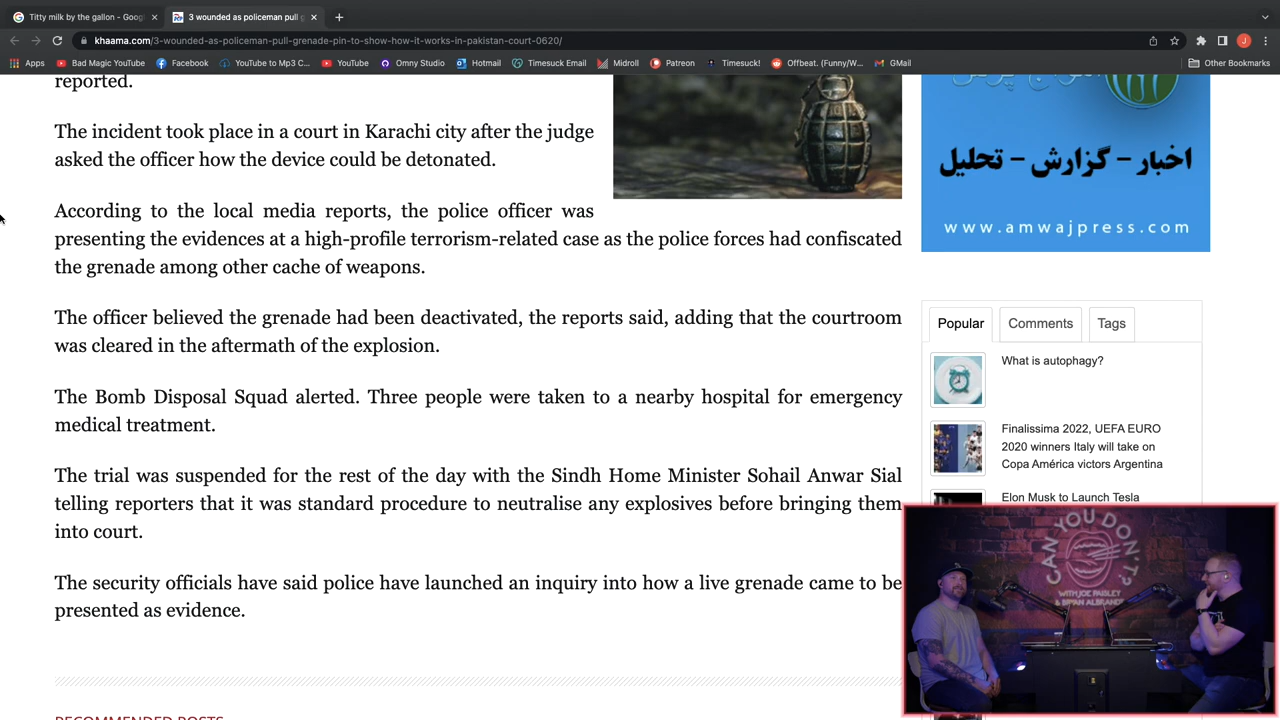 Titty milk by the gallon - Goog
3 wounded as policeman pull g
khaama.com/3-wounded-as-policeman-pull-grenade-pin-to-show-how-it-works-in-pakistan-court-0620/
J
Apps
Bad Magic YouTube
Facebook
YouTube to Mp3 C...
YouTube
Omny Studio
Hotmail
Timesuck Email
Midroll
Patreon
Timesuck!
Offbeat. (Funny/W...
GMail
Other Bookmarks
reported.
The incident took place in a court in Karachi city after the judge
asked the officer how the device could be detonated.
According to the local media reports, the police officer was
presenting the evidences at a high-profile terrorism-related case as the police forces had confiscated
the grenade among other cache of weapons.
The officer believed the grenade had been deactivated, the reports said, adding that the courtroom
was cleared in the aftermath of the explosion.
The Bomb Disposal Squad alerted. Three people were taken to a nearby hospital for emergency
medical treatment.
The trial was suspended for the rest of the day with the Sindh Home Minister Sohail Anwar Sial
telling reporters that it was standard procedure to neutralise any explosives before bringing them
into court.
The security officials have said police have launched an inquiry into how a live grenade came to be
presented as evidence.
RECOMMENDED POSTS
اخبار – گزارش – تحلیل
www.amwajpress.com
Popular
Comments
Tags
What is autophagy?
Finalissima 2022, UEFA EURO
2020 winners Italy will take on
Copa América victors Argentina
Elon Musk to Launch Tesla
CAN YOU DON'T?
WITH JOE PAISLEY
& BRYAN ALBRAND